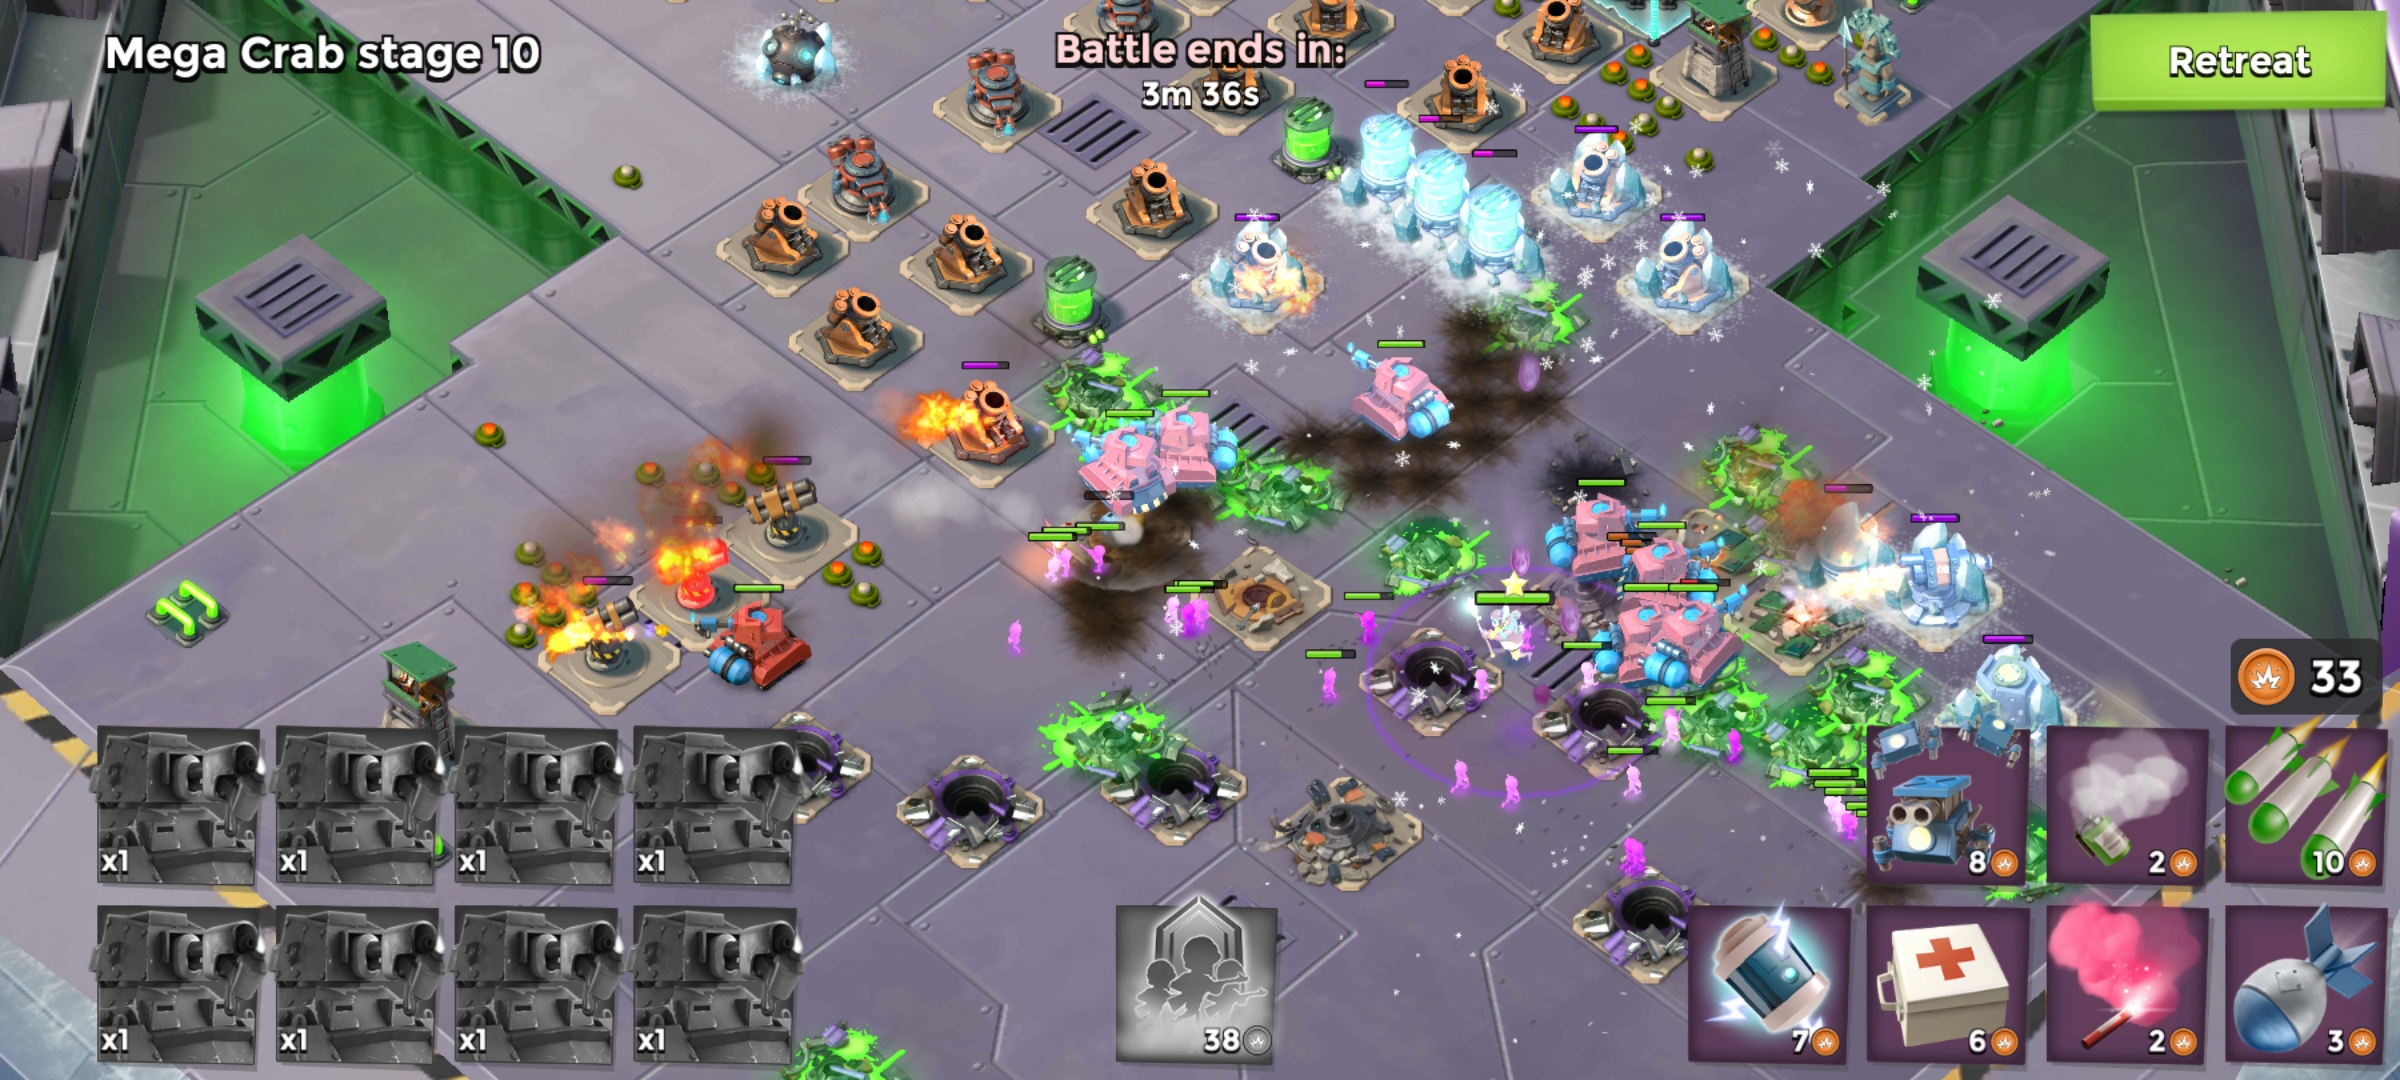 Mega Crab stage 10
Battle ends in:
3m 36s
Retreat
33
x1
x1
x1
x1
8
2
10
x1
x1
x1
x1
38
7
6
2
3